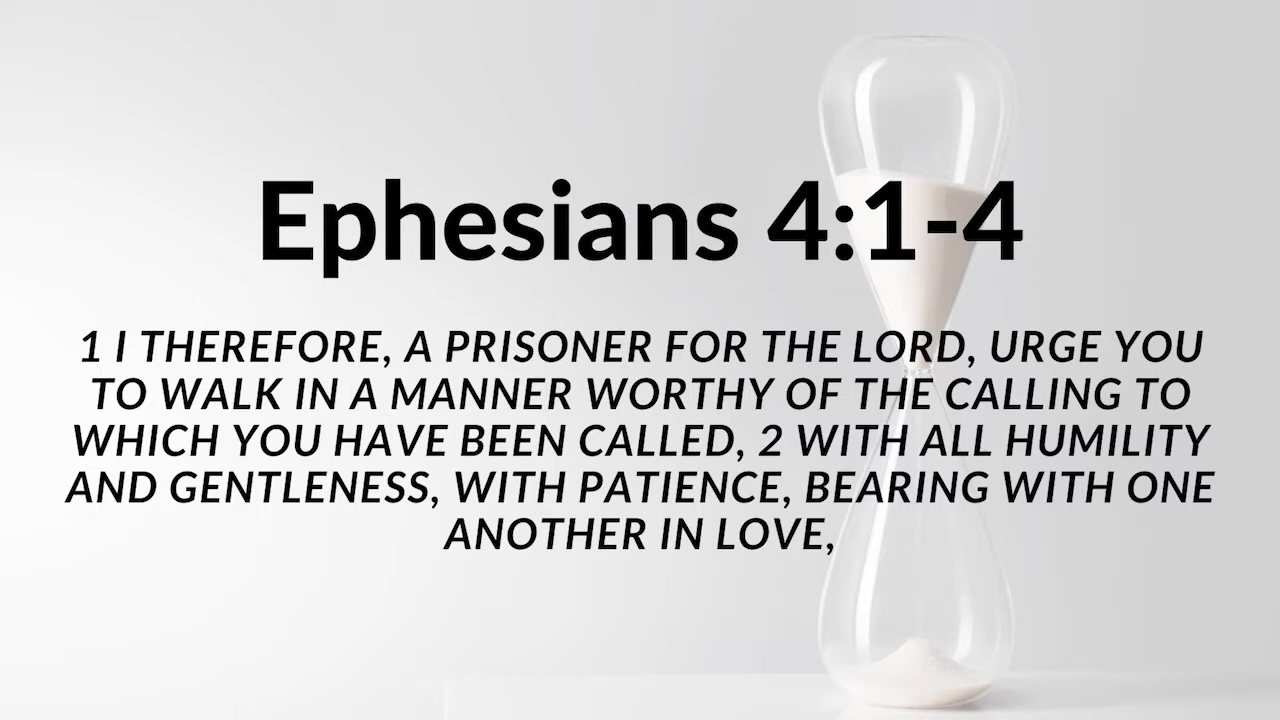 Ephesians 4:1-4
1 I THEREFORE, A PRISONER FOR THE LORD, URGE YOU
TO WALK IN A MANNER WORTHY OF THE CALLING TO
WHICH YOU HAVE BEEN CALLED, 2 WITH ALL HUMILITY
AND GENTLENESS, WITH PATIENCE, BEARING WITH ONE
ANOTHER IN LOVE,